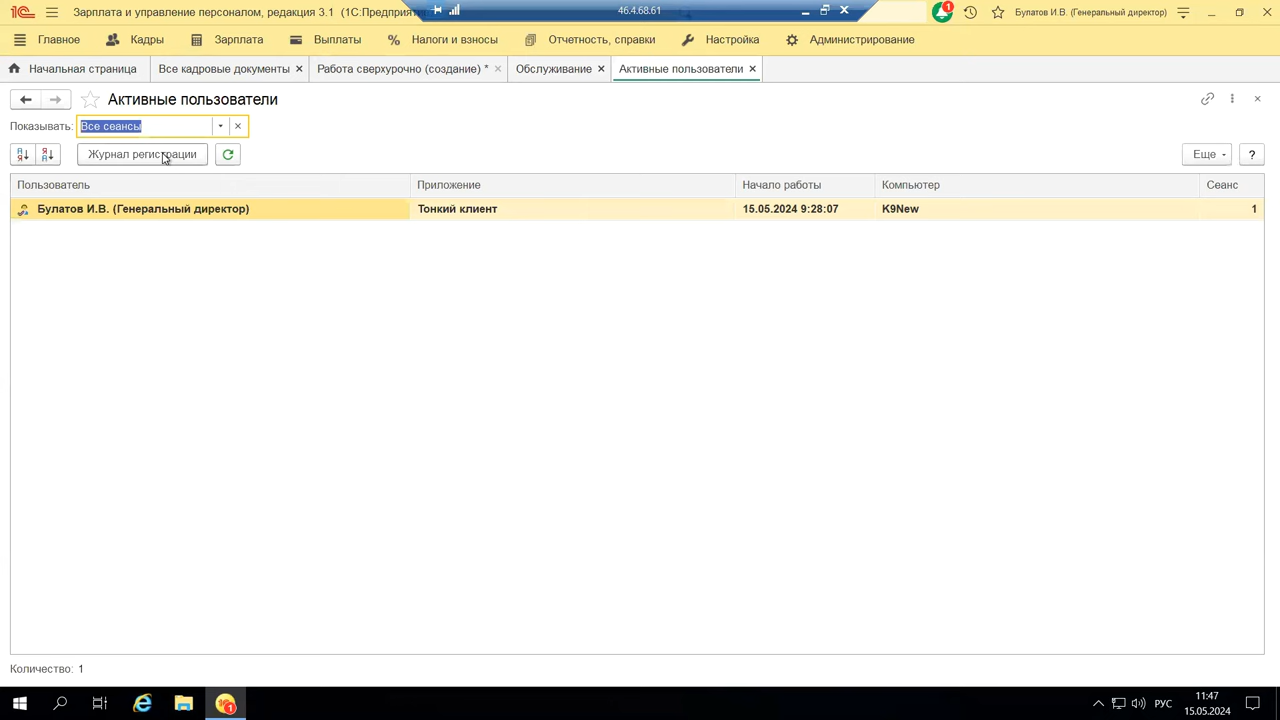 Зарплата и управление персоналом, редакция 3.1 (1С:Предприятие
46.4.68.61
1
Булатов И.В. (Генеральный директор)
Главное
Кадры
Зарплата
Выплаты
Налоги и взносы
Отчетность, справки
Настройка
Администрирование
Начальная страница
Все кадровые документы
Работа сверхурочно (создание) *
Обслуживание
Активные пользователи
Активные пользователи
Показывать: Все сеансы
Журнал регистрации
Еще
?
Пользователь Приложение Начало работы Компьютер Сеанс
Булатов И.В. (Генеральный директор) Тонкий клиент 15.05.2024 9:28:07 K9New 1
Количество: 1
РУС
11:47
15.05.2024